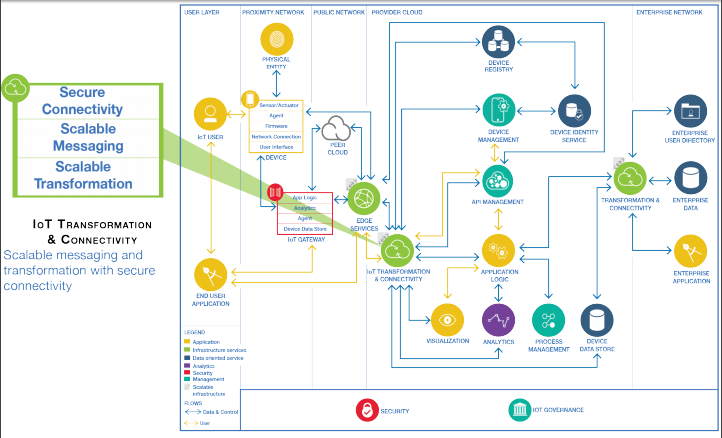 USER LAYER
PROXIMITY NETWORK
PUBLIC NETWORK
PROVIDER CLOUD
ENTERPRISE NETWORK
Secure
Connectivity
Scalable
Messaging
Scalable
Transformation
IoT Transformation
& Connectivity
Scalable messaging and
transformation with secure
connectivity
PHYSICAL
ENTITY
IoT USER
Sensor/Actuator
Agent
Firmware
Network Connection
User Interface
DEVICE
PEER
CLOUD
App Logic
Analytics
Agent
Device Data Store
IoT GATEWAY
EDGE
SERVICES
END USER
APPLICATION
DEVICE
REGISTRY
DEVICE
MANAGEMENT
DEVICE IDENTITY
SERVICE
API MANAGEMENT
IoT TRANSFORMATION
& CONNECTIVITY
APPLICATION
LOGIC
VISUALIZATION
ANALYTICS
PROCESS
MANAGEMENT
DEVICE
DATA STORE
TRANSFORMATION &
CONNECTIVITY
ENTERPRISE
USER DIRECTORY
ENTERPRISE
DATA
ENTERPRISE
APPLICATION
LEGEND
Application
Infrastructure services
Data oriented service
Analytics
Security
Management
Scalable
infrastructure
FLOWS
Data & Control
User
SECURITY
IOT GOVERNANCE